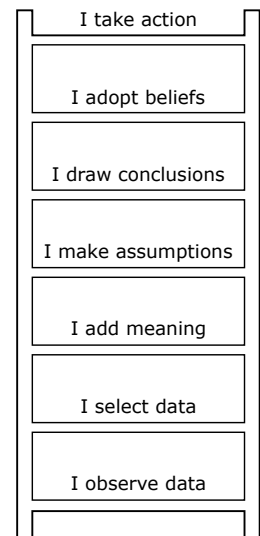 I take action
I adopt beliefs
I draw conclusions
I make assumptions
I add meaning
I select data
I observe data